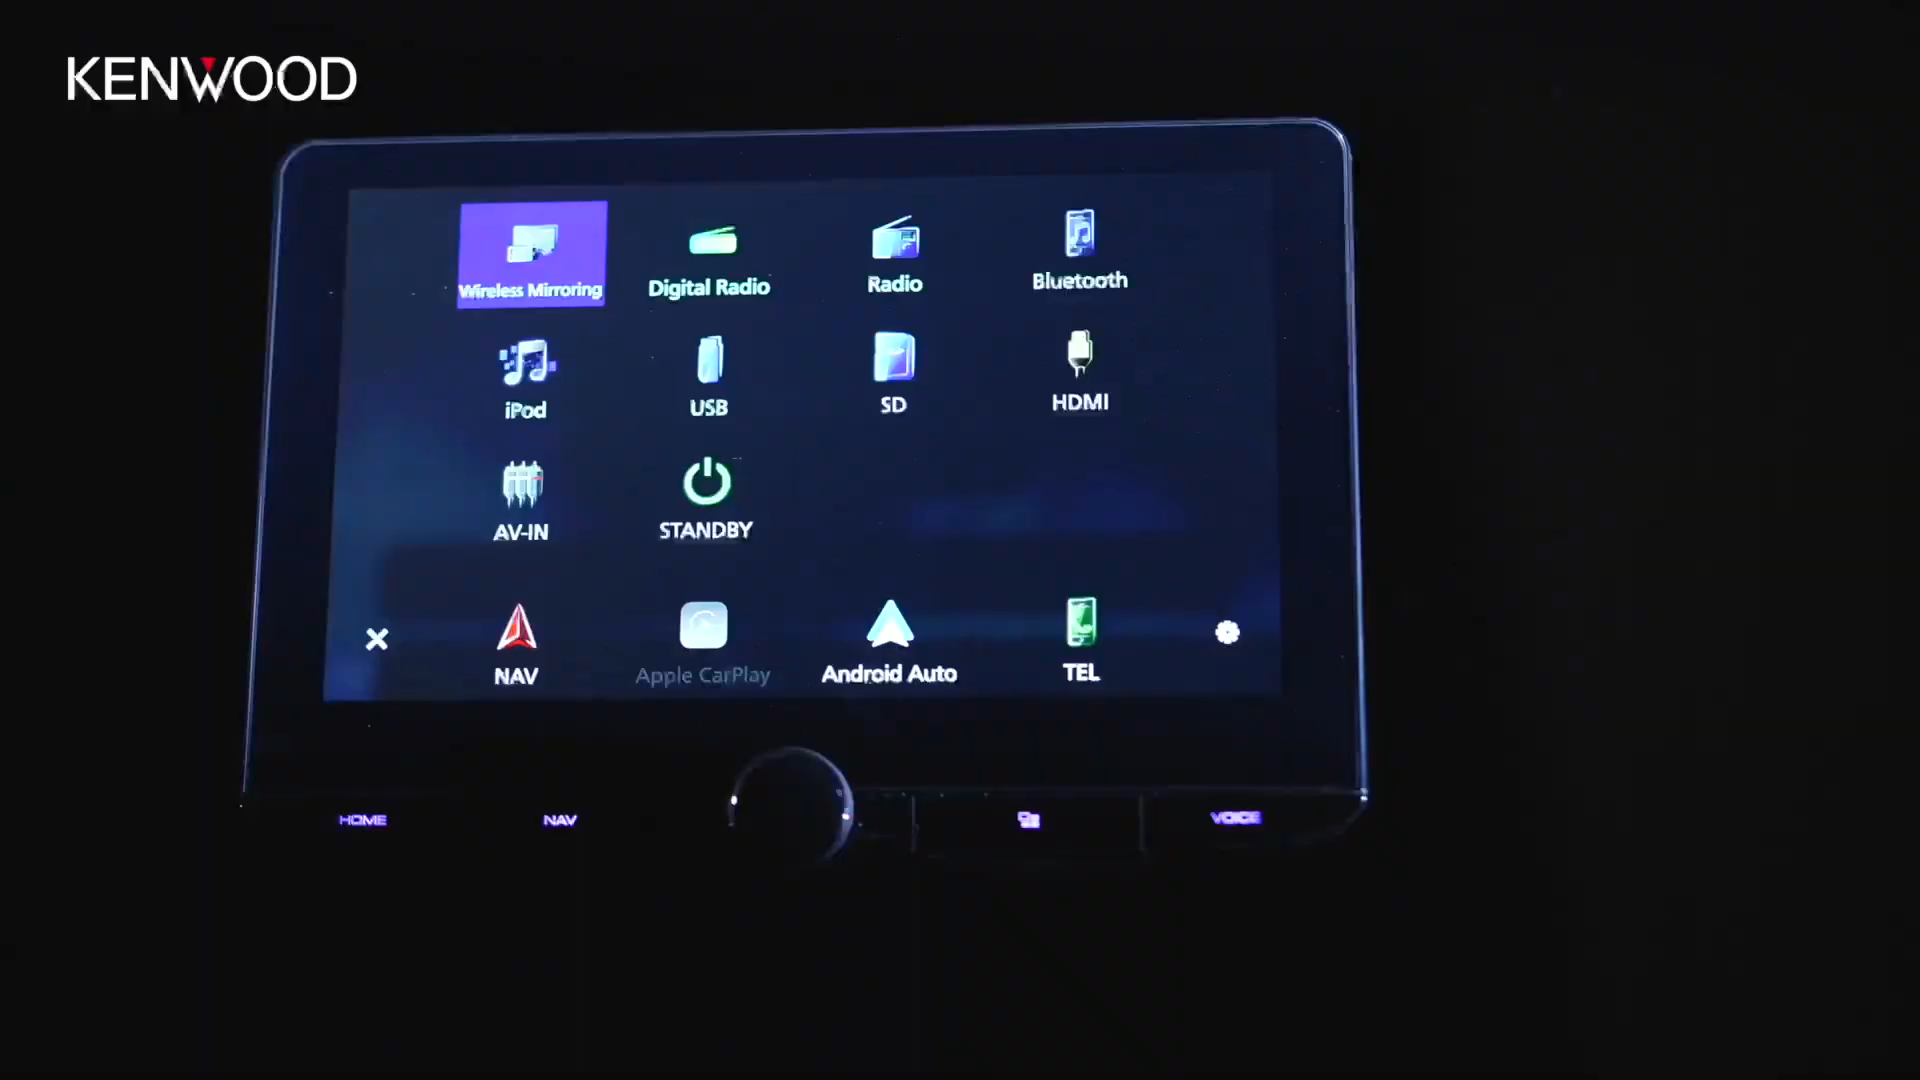 KENWOOD
Wireless Mirroring
Digital Radio
Radio
Bluetooth
iPod
USB
SD
HDMI
AV-IN
STANDBY
NAV
Apple CarPlay
Android Auto
TEL
HOME
NAV
VOICE